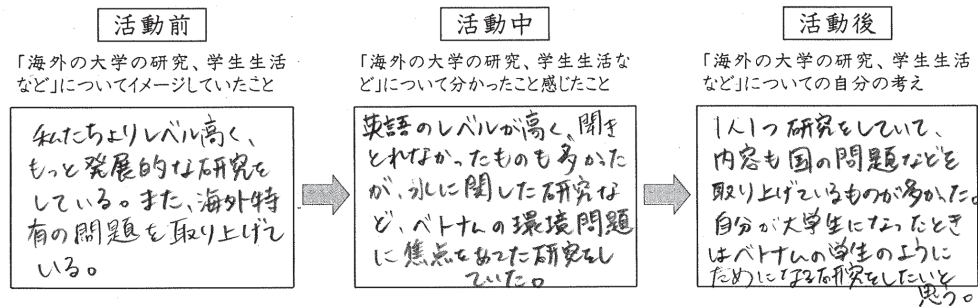 活動前
「海外の大学の研究、学生生活
など」についてイメージしていたこと
私たちよりレベル高く、
もっと発展的な研究を
している。また、海外特
有の問題を取り上げて
いる。
活動中
「海外の大学の研究、学生生活な
ど」について分かったこと感じたこと
英語のレベルが高く、聞き
とれなかったものも多かった
が、氷に関した研究な
ど、ベトナムの環境問題
に焦点をあてた研究をし
ていた。
活動後
「海外の大学の研究、学生生活
など」についての自分の考え
1人1つ研究をしていて、
内容も国の問題などを
取り上げているものが多かった。
自分が大学生になったとき
はベトナムの学生のように
だめになる研究をしたいと
思う。